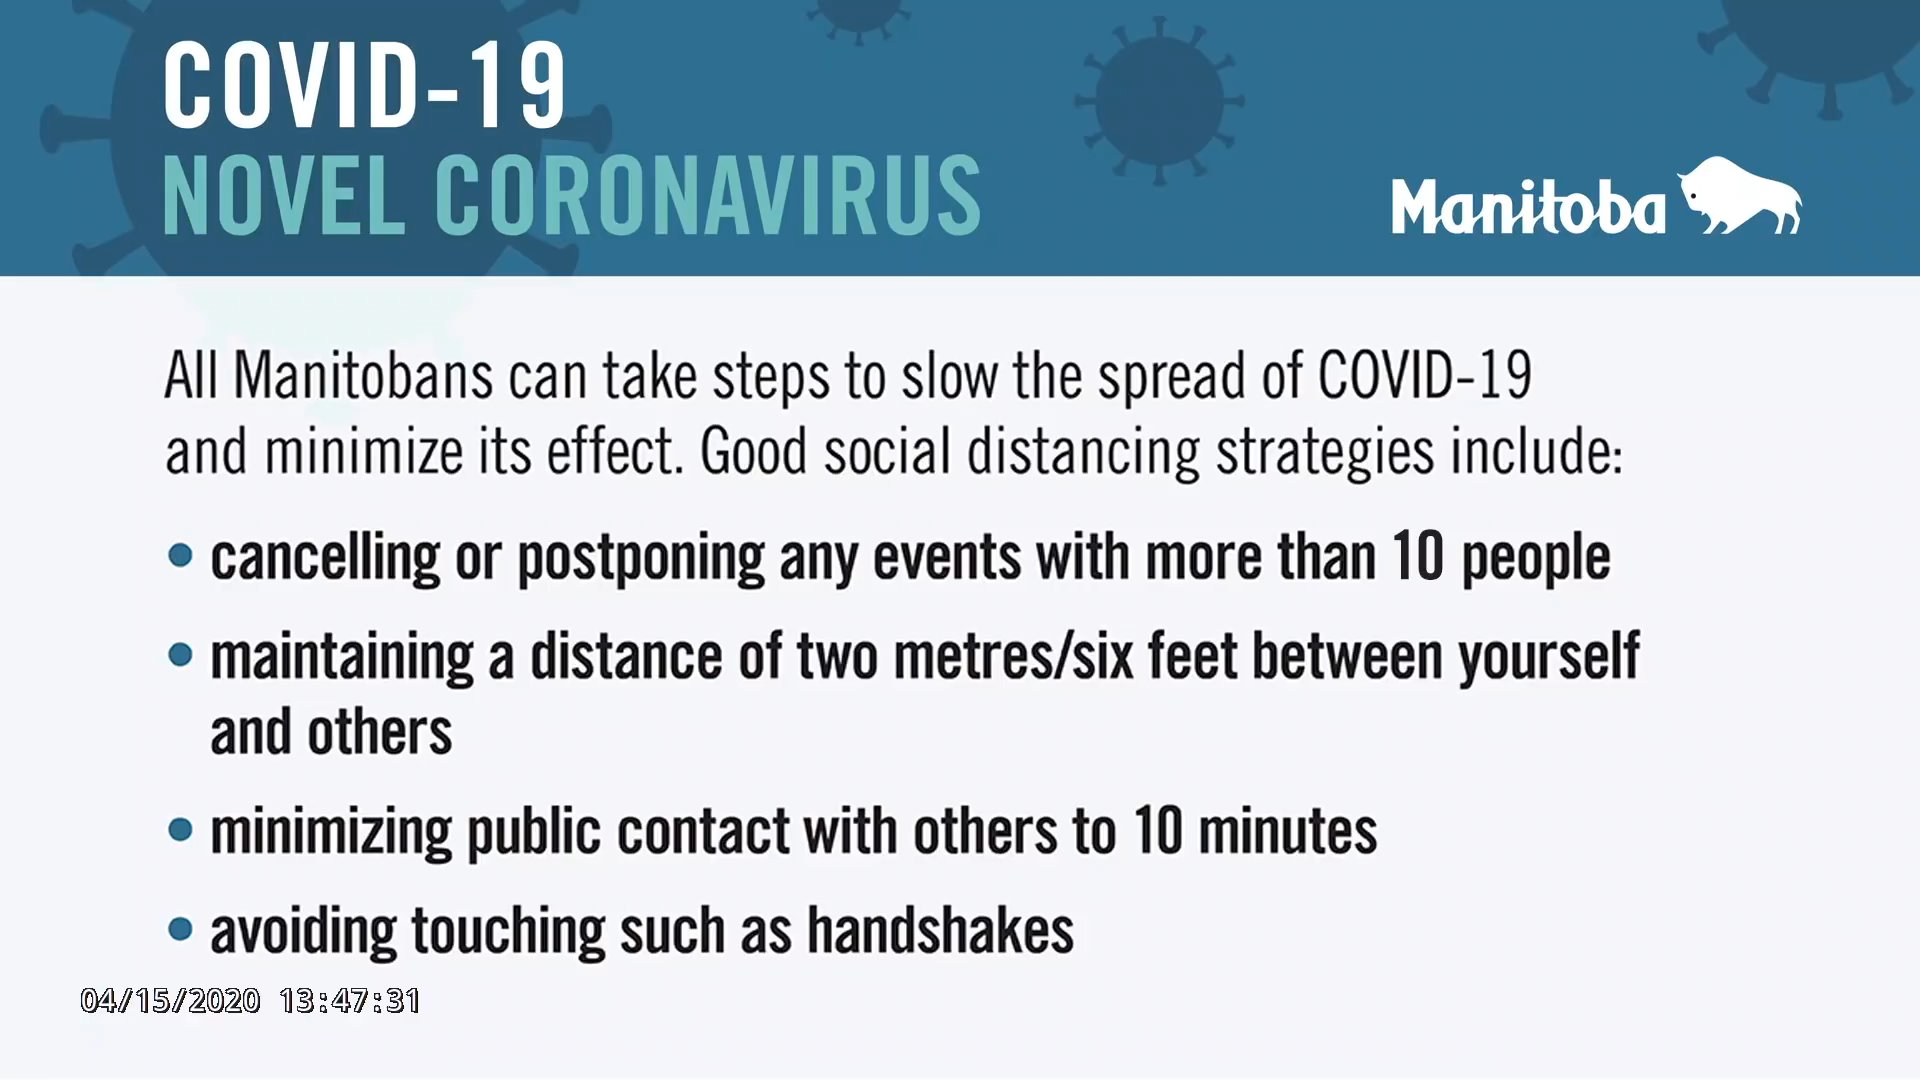 COVID-19
NOVEL CORONAVIRUS
Manitoba
All Manitobans can take steps to slow the spread of COVID-19
and minimize its effect. Good social distancing strategies include:
• cancelling or postponing any events with more than 10 people
• maintaining a distance of two metres/six feet between yourself
and others
• minimizing public contact with others to 10 minutes
• avoiding touching such as handshakes
04/15/2020 13:47:31